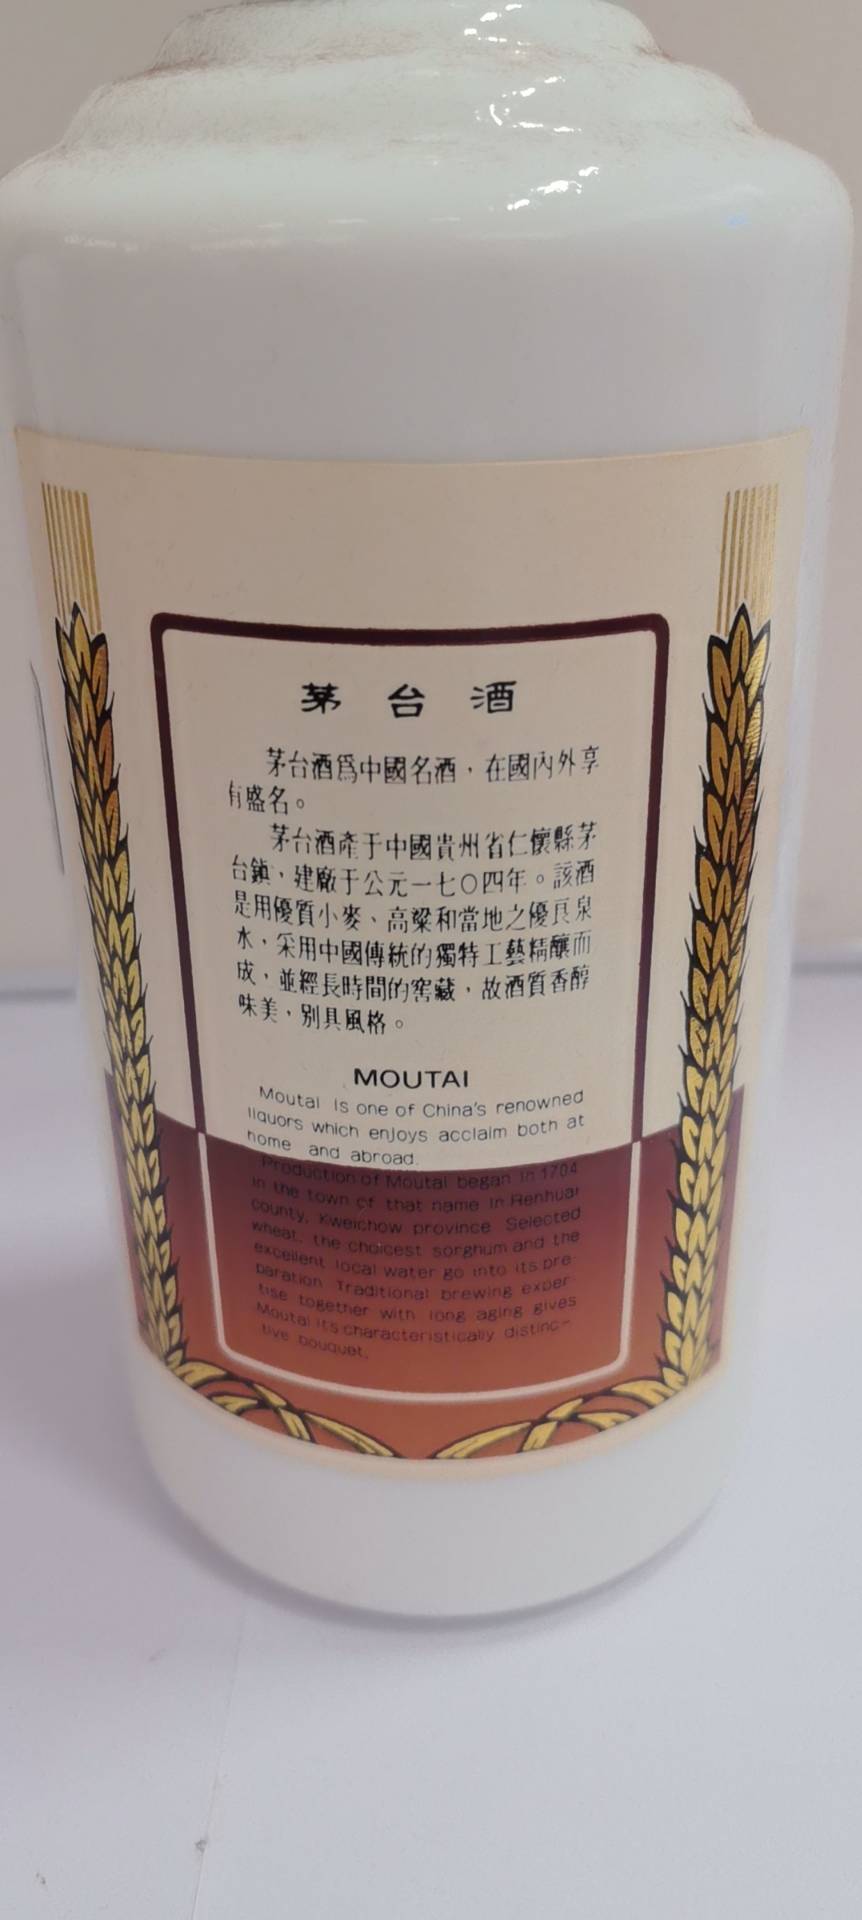 茅台酒
茅台酒爲中國名酒，在國內外享
有盛名。
茅台酒產于中國貴州省仁懷縣茅
台鎮，建廠于公元一七〇四年。該酒
是用優質小麥、高粱和當地之優良泉
水，采用中國傳統的獨特工藝精釀而
成，並經長時間的窖藏，故酒質香醇
味美，別具風格。
MOUTAI
Moutai is one of China's renowned
liquors which enjoys acclaim both at
home and abroad.
Production of Moutai began in 1704
in the town of that name in Renhuai
county, Kweichow province Selected
wheat, the choicest sorghum and the
excellent local water go into its pre-
paration Traditional brewing exper-
tise together with long aging gives
Moutai its characteristically distinc-
tive bouquet.